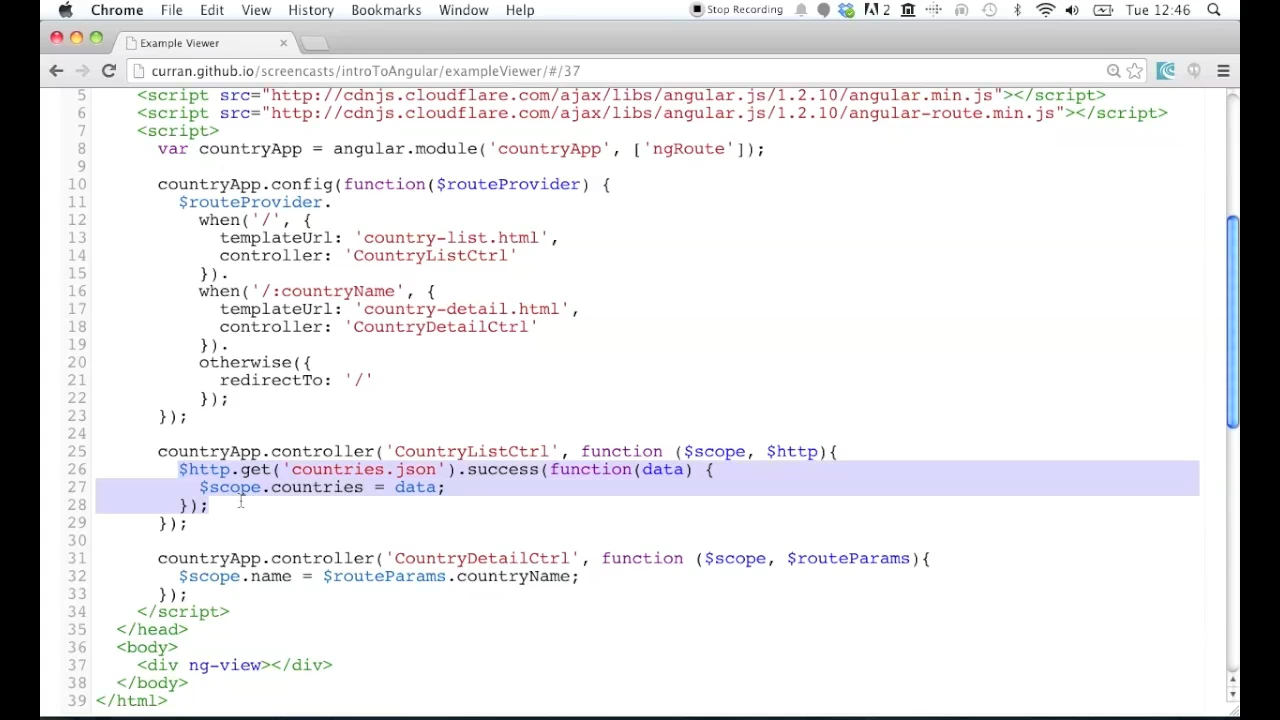 Chrome File Edit View History Bookmarks Window Help Stop Recording 2 Tue 12:46
Example Viewer
curran.github.io/screencasts/introToAngular/exampleViewer/#/37
5 <script src="http://cdnjs.cloudflare.com/ajax/libs/angular.js/1.2.10/angular.min.js"></script>
6 <script src="http://cdnjs.cloudflare.com/ajax/libs/angular.js/1.2.10/angular-route.min.js"></script>
7 <script>
8 var countryApp = angular.module('countryApp', ['ngRoute']);
9
10 countryApp.config(function($routeProvider) {
11 $routeProvider.
12 when('/', {
13 templateUrl: 'country-list.html',
14 controller: 'CountryListCtrl'
15 }).
16 when('/:countryName', {
17 templateUrl: 'country-detail.html',
18 controller: 'CountryDetailCtrl'
19 }).
20 otherwise({
21 redirectTo: '/'
22 });
23 });
24
25 countryApp.controller('CountryListCtrl', function ($scope, $http){
26 $http.get('countries.json').success(function(data) {
27 $scope.countries = data;
28 });
29 });
30
31 countryApp.controller('CountryDetailCtrl', function ($scope, $routeParams){
32 $scope.name = $routeParams.countryName;
33 });
34 </script>
35 </head>
36 <body>
37 <div ng-view></div>
38 </body>
39 </html>